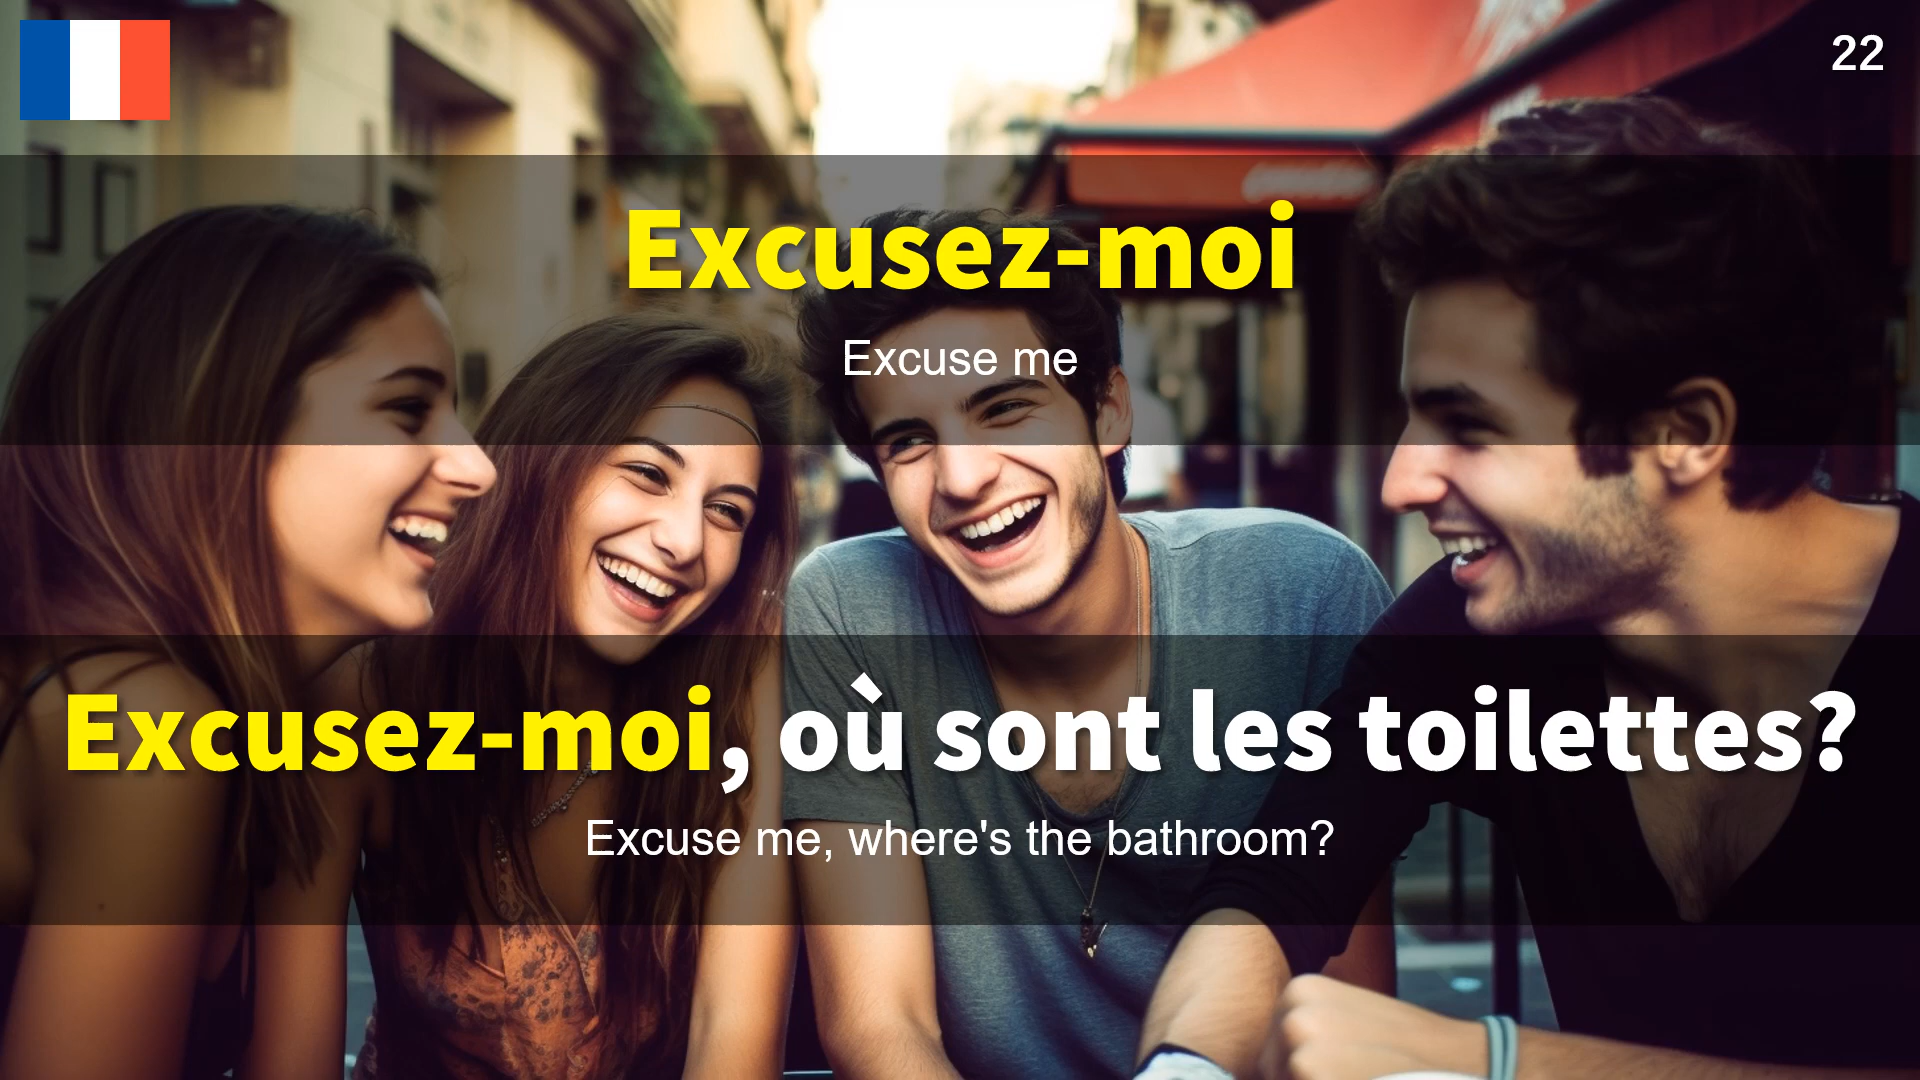 22
Excusez-moi
Excuse me
Excusez-moi, où sont les toilettes?
Excuse me, where's the bathroom?